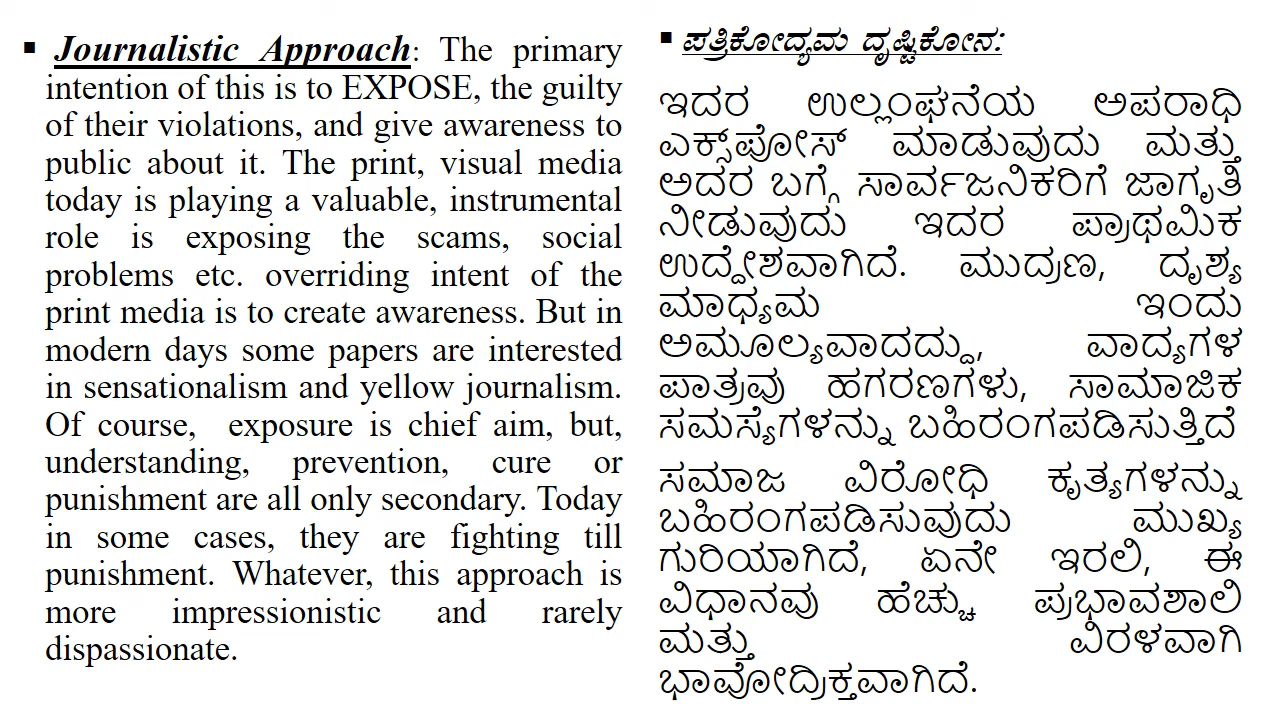 ▪ Journalistic Approach: The primary
intention of this is to EXPOSE, the guilty
of their violations, and give awareness to
public about it. The print, visual media
today is playing a valuable, instrumental
role is exposing the scams, social
problems etc. overriding intent of the
print media is to create awareness. But in
modern days some papers are interested
in sensationalism and yellow journalism.
Of course, exposure is chief aim, but,
understanding, prevention, cure or
punishment are all only secondary. Today
in some cases, they are fighting till
punishment. Whatever, this approach is
more impressionistic and rarely
dispassionate.
▪ ಪತ್ರಿಕೋದ್ಯಮ ದೃಷ್ಟಿಕೋನ:
ಇದರ ಉಲ್ಲಂಘನೆಯ ಅಪರಾಧಿ
ಎಕ್ಸ್‌ಪೋಸ್ ಮಾಡುವುದು ಮತ್ತು
ಅದರ ಬಗ್ಗೆ ಸಾರ್ವಜನಿಕರಿಗೆ ಜಾಗೃತಿ
ನೀಡುವುದು ಇದರ ಪ್ರಾಥಮಿಕ
ಉದ್ದೇಶವಾಗಿದೆ. ಮುದ್ರಣ, ದೃಶ್ಯ
ಮಾಧ್ಯಮ ಇಂದು
ಅಮೂಲ್ಯವಾದದ್ದು, ವಾದ್ಯಗಳ
ಪಾತ್ರವು ಹಗರಣಗಳು, ಸಾಮಾಜಿಕ
ಸಮಸ್ಯೆಗಳನ್ನು ಬಹಿರಂಗಪಡಿಸುತ್ತಿದೆ
ಸಮಾಜ ವಿರೋಧಿ ಕೃತ್ಯಗಳನ್ನು
ಬಹಿರಂಗಪಡಿಸುವುದು ಮುಖ್ಯ
ಗುರಿಯಾಗಿದೆ, ಏನೇ ಇರಲಿ, ಈ
ವಿಧಾನವು ಹೆಚ್ಚು ಪ್ರಭಾವಶಾಲಿ
ಮತ್ತು ವಿರಳವಾಗಿ
ಭಾವೋದ್ರಿಕ್ತವಾಗಿದೆ.